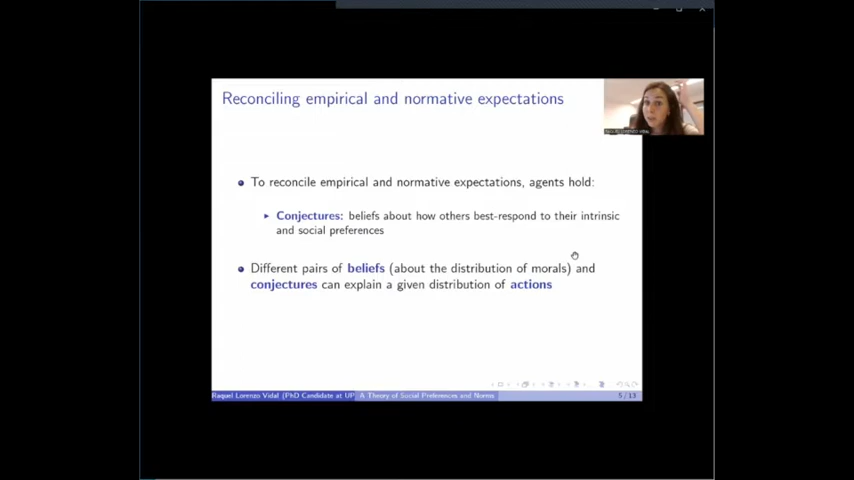 Reconciling empirical and normative expectations
To reconcile empirical and normative expectations, agents hold:
Conjectures: beliefs about how others best-respond to their intrinsic
and social preferences
Different pairs of beliefs (about the distribution of morals) and
conjectures can explain a given distribution of actions
Raquel Lorenzo Vidal (PhD Candidate at UP
A Theory of Social Preferences and Norms
5 / 13